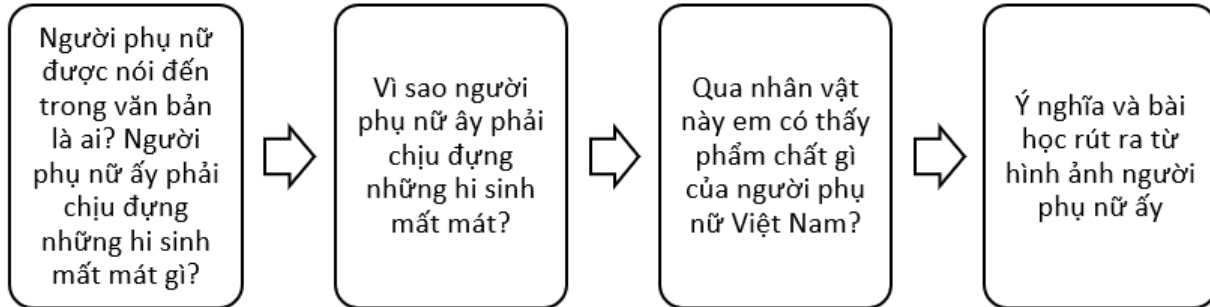 Người phụ nữ
được nói đến
trong văn bản
là ai? Người
phụ nữ ấy phải
chịu đựng
những hi sinh
mất mát gì?
Vì sao người
phụ nữ ây phải
chịu đựng
những hi sinh
mất mát?
Qua nhân vật
này em có thấy
phẩm chất gì
của người phụ
nữ Việt Nam?
Ý nghĩa và bài
học rút ra từ
hình ảnh người
phụ nữ ấy